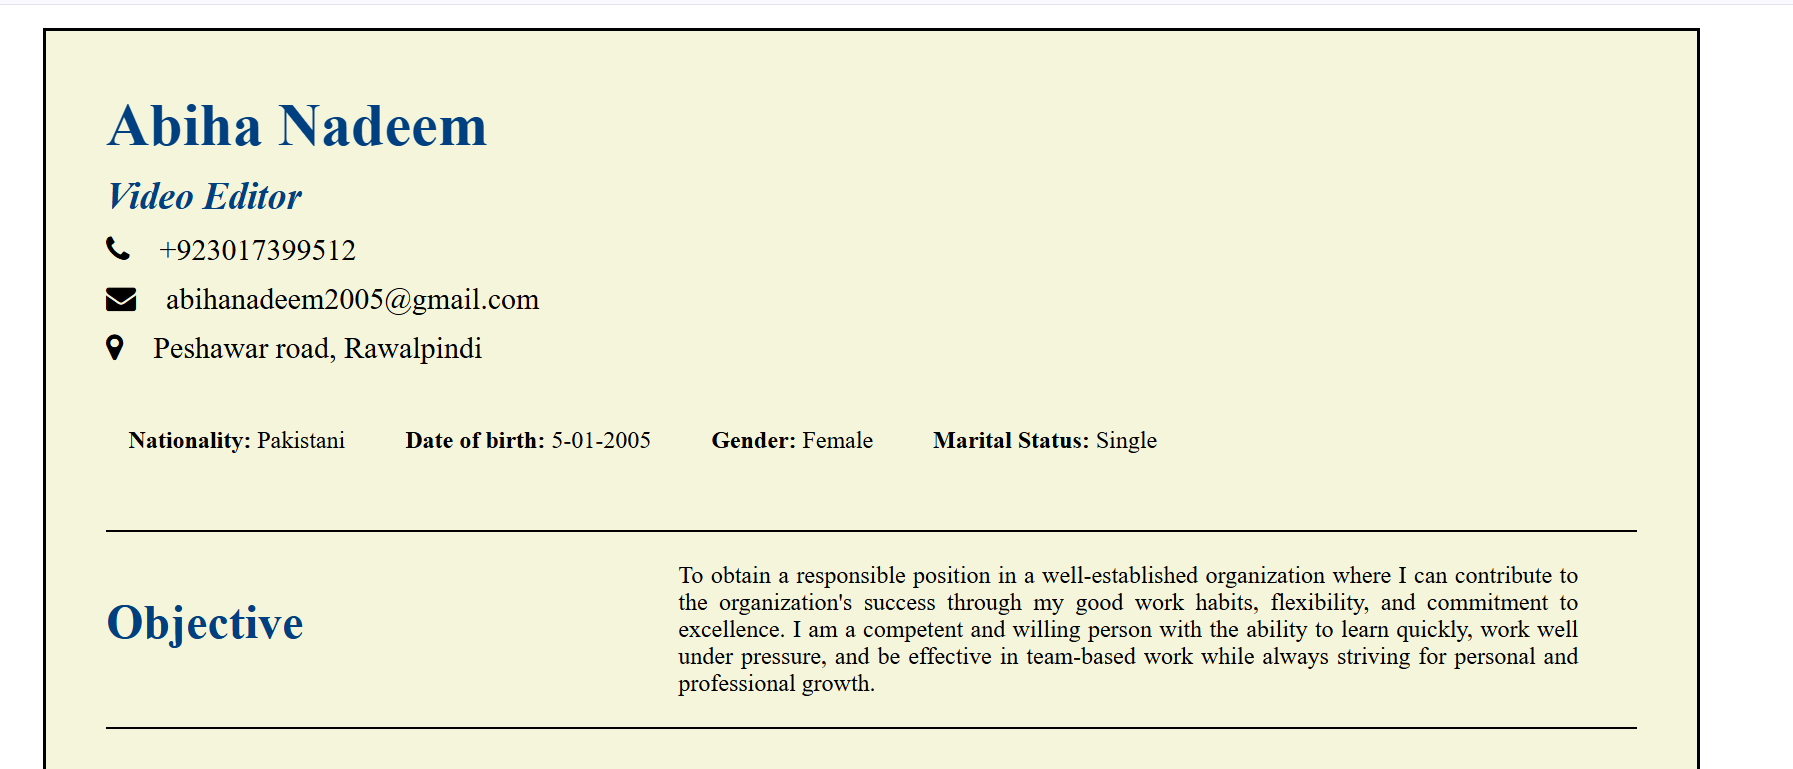 Abiha Nadeem
Video Editor
+923017399512
abihanadeem2005@gmail.com
Peshawar road, Rawalpindi
Nationality: Pakistani Date of birth: 5-01-2005 Gender: Female Marital Status: Single
Objective
To obtain a responsible position in a well-established organization where I can contribute to
the organization's success through my good work habits, flexibility, and commitment to
excellence. I am a competent and willing person with the ability to learn quickly, work well
under pressure, and be effective in team-based work while always striving for personal and
professional growth.